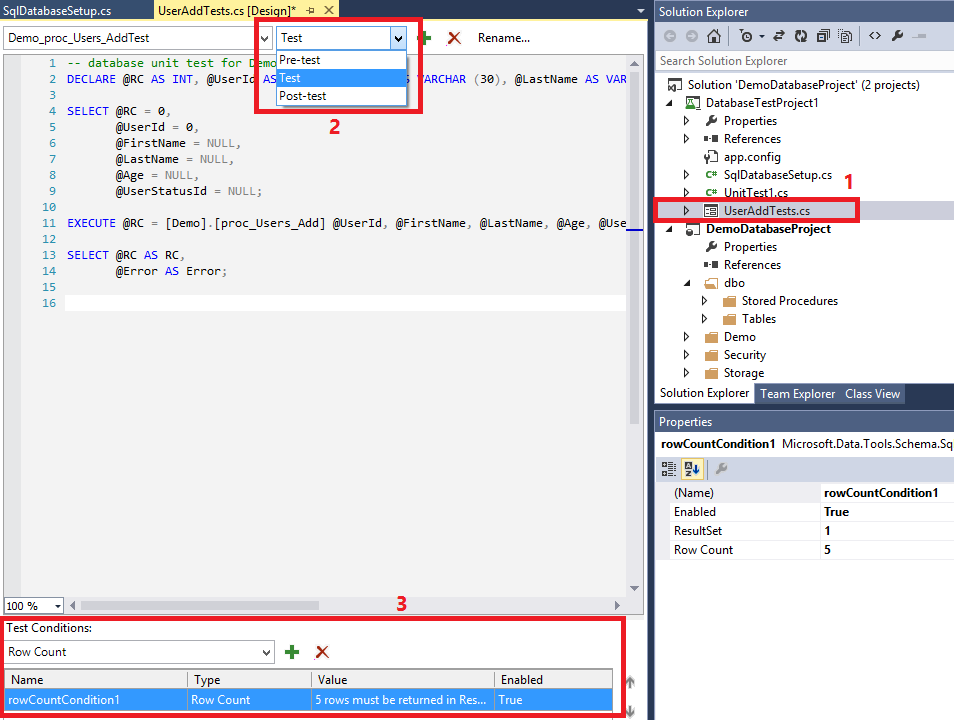 SqlDatabaseSetup.cs
UserAddTests.cs [Design]*
Demo_proc_Users_AddTest
Test
Rename...
Pre-test
Test
Post-test
2
1 -- database unit test for Demo
2 DECLARE @RC AS INT, @UserId AS VARCHAR (30), @LastName AS VAR
3
4 SELECT @RC = 0,
5 @UserId = 0,
6 @FirstName = NULL,
7 @LastName = NULL,
8 @Age = NULL,
9 @UserStatusId = NULL;
10
11 EXECUTE @RC = [Demo].[proc_Users_Add] @UserId, @FirstName, @LastName, @Age, @Use
12
13 SELECT @RC AS RC,
14 @Error AS Error;
15
16
100 %
3
Test Conditions:
Row Count
Name Type Value Enabled
rowCountCondition1 Row Count 5 rows must be returned in Res... True
Solution Explorer
Search Solution Explorer
Solution 'DemoDatabaseProject' (2 projects)
DatabaseTestProject1
Properties
References
app.config
C# SqlDatabaseSetup.cs
1
C# UnitTest1.cs
UserAddTests.cs
DemoDatabaseProject
Properties
References
dbo
Stored Procedures
Tables
Demo
Security
Storage
Solution Explorer Team Explorer Class View
Properties
rowCountCondition1 Microsoft.Data.Tools.Schema.Sq
(Name) rowCountCondition1
Enabled True
ResultSet 1
Row Count 5